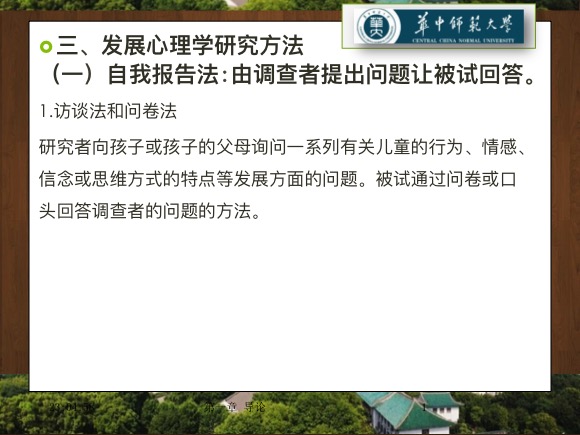 三、发展心理学研究方法
華中師範大學
CENTRAL CHINA NORMAL UNIVERSITY
（一）自我报告法:由调查者提出问题让被试回答。
1.访谈法和问卷法
研究者向孩子或孩子的父母询问一系列有关儿童的行为、情感、
信念或思维方式的特点等发展方面的问题。被试通过问卷或口
头回答调查者的问题的方法。
章 导论